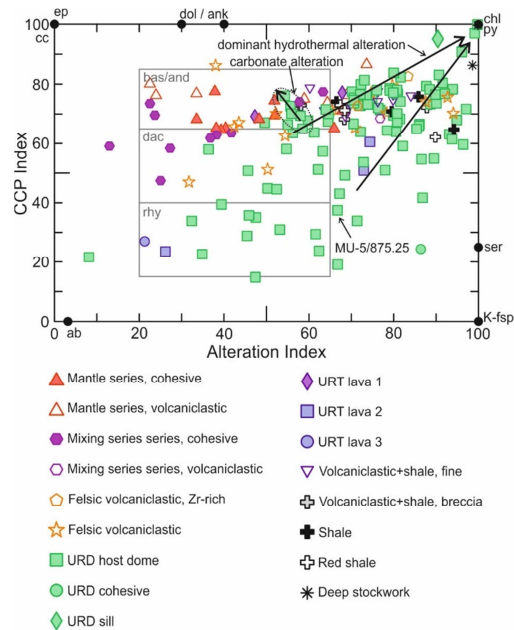 ep
dol / ank
chl
100
cc
py
dominant hydrothermal alteration
carbonate alteration
bas/and
80
CCP Index
60
dac
40
rhy
MU-5/875.25
20
ser
0
K-fsp
0
ab
20
40
60
80
100
Alteration Index
Mantle series, cohesive
Mantle series, volcaniclastic
Mixing series series, cohesive
Mixing series series, volcaniclastic
Felsic volcaniclastic, Zr-rich
Felsic volcaniclastic
URD host dome
URD cohesive
URD sill
URT lava 1
URT lava 2
URT lava 3
Volcaniclastic+shale, fine
Volcaniclastic+shale, breccia
Shale
Red shale
Deep stockwork